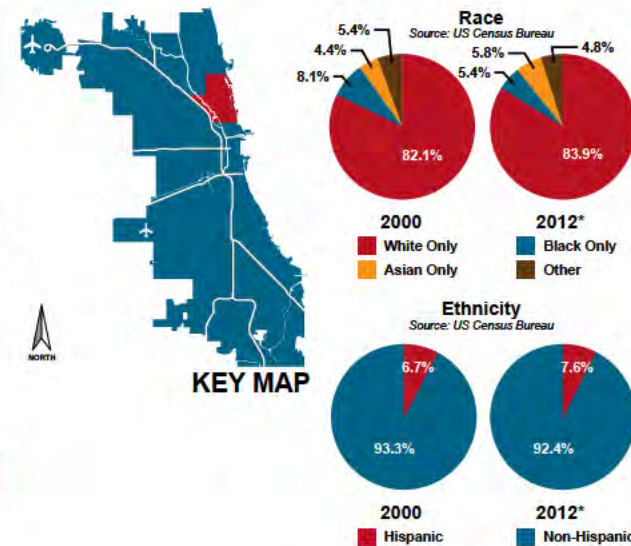 Race
Source: US Census Bureau
5.4%
4.4%
8.1%
82.1%
5.8%
4.8%
5.4%
83.9%
2000
2012*
White Only
Black Only
Asian Only
Other
NORTH
KEY MAP
Ethnicity
Source: US Census Bureau
6.7%
93.3%
7.6%
92.4%
2000
2012*
Hispanic
Non-Hispanic